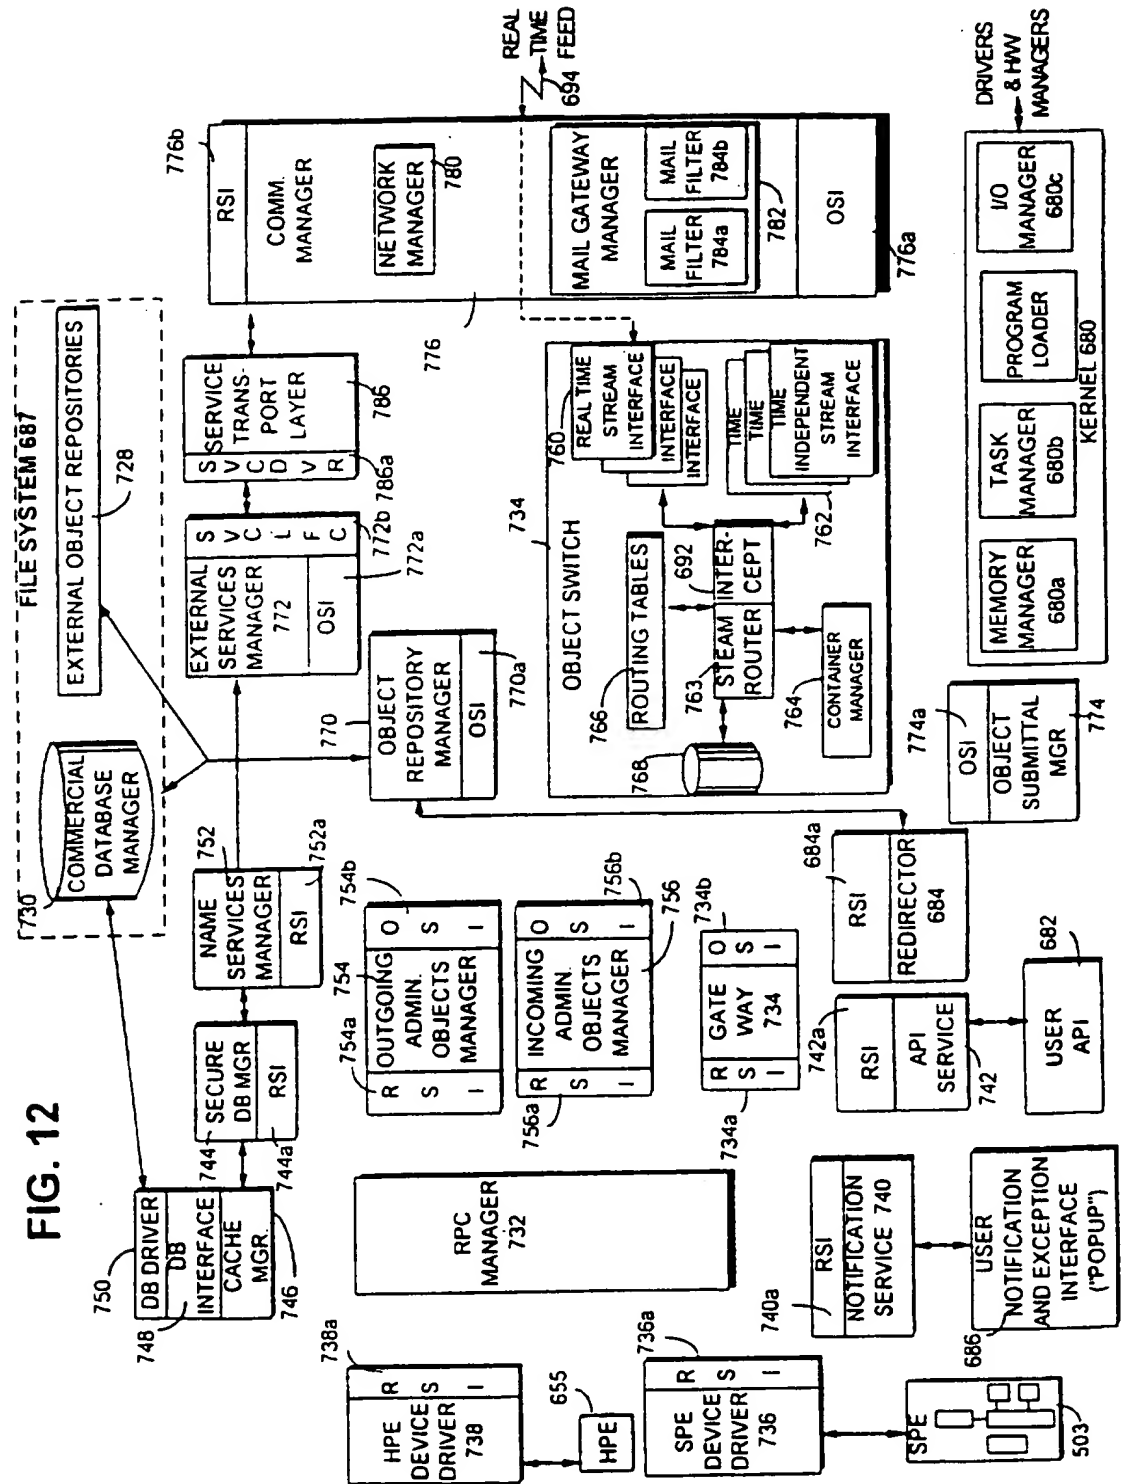 FIG. 12
FILE SYSTEM 687
EXTERNAL OBJECT REPOSITORIES
728
730
COMMERCIAL
DATABASE
MANAGER
750
DB DRIVER
DB
INTERFACE
748
CACHE
MGR.
746
744
SECURE
DB MGR
RSI
744a
752
NAME
SERVICES
MANAGER
RSI
752a
EXTERNAL
SERVICES
MANAGER
772
OSI
772a
S
V
C
I
F
C
772b
S
V
C
D
V
R
786a
SERVICE
TRANS-
PORT
LAYER
786
776b
RSI
COMM.
MANAGER
NETWORK
MANAGER
780
776
MAIL GATEWAY
MANAGER
MAIL
FILTER
784a
MAIL
FILTER
784b
782
OSI
776a
REAL
TIME
FEED
694
770
OBJECT
REPOSITORY
MANAGER
OSI
770a
738a
HPE
DEVICE
DRIVER
738
R
S
I
655
HPE
RPC
MANAGER
732
754a
R
S
I
754
OUTGOING
ADMIN.
OBJECTS
MANAGER
O
S
I
754b
756a
R
S
I
INCOMING
ADMIN.
OBJECTS
MANAGER
756
O
S
I
756b
734
OBJECT SWITCH
766
ROUTING TABLES
768
763
STEAM
ROUTER
692
INTER-
CEPT
764
CONTAINER
MANAGER
760
REAL TIME
STREAM
INTERFACE
INTERFACE
INTERFACE
762
TIME
TIME
TIME
INDEPENDENT
STREAM
INTERFACE
736a
SPE
DEVICE
DRIVER
736
R
S
I
734a
R
S
I
GATE
WAY
734
O
S
I
734b
740a
RSI
NOTIFICATION
SERVICE 740
742a
RSI
API
SERVICE
742
684a
RSI
REDIRECTOR
684
774a
OSI
OBJECT
SUBMITTAL
MGR
774
MEMORY
MANAGER
680a
TASK
MANAGER
680b
PROGRAM
LOADER
I/O
MANAGER
680c
KERNEL 680
DRIVERS
& H/W
MANAGERS
SPE
503
686
USER
NOTIFICATION
AND EXCEPTION
INTERFACE
("POPUP")
USER
API
682